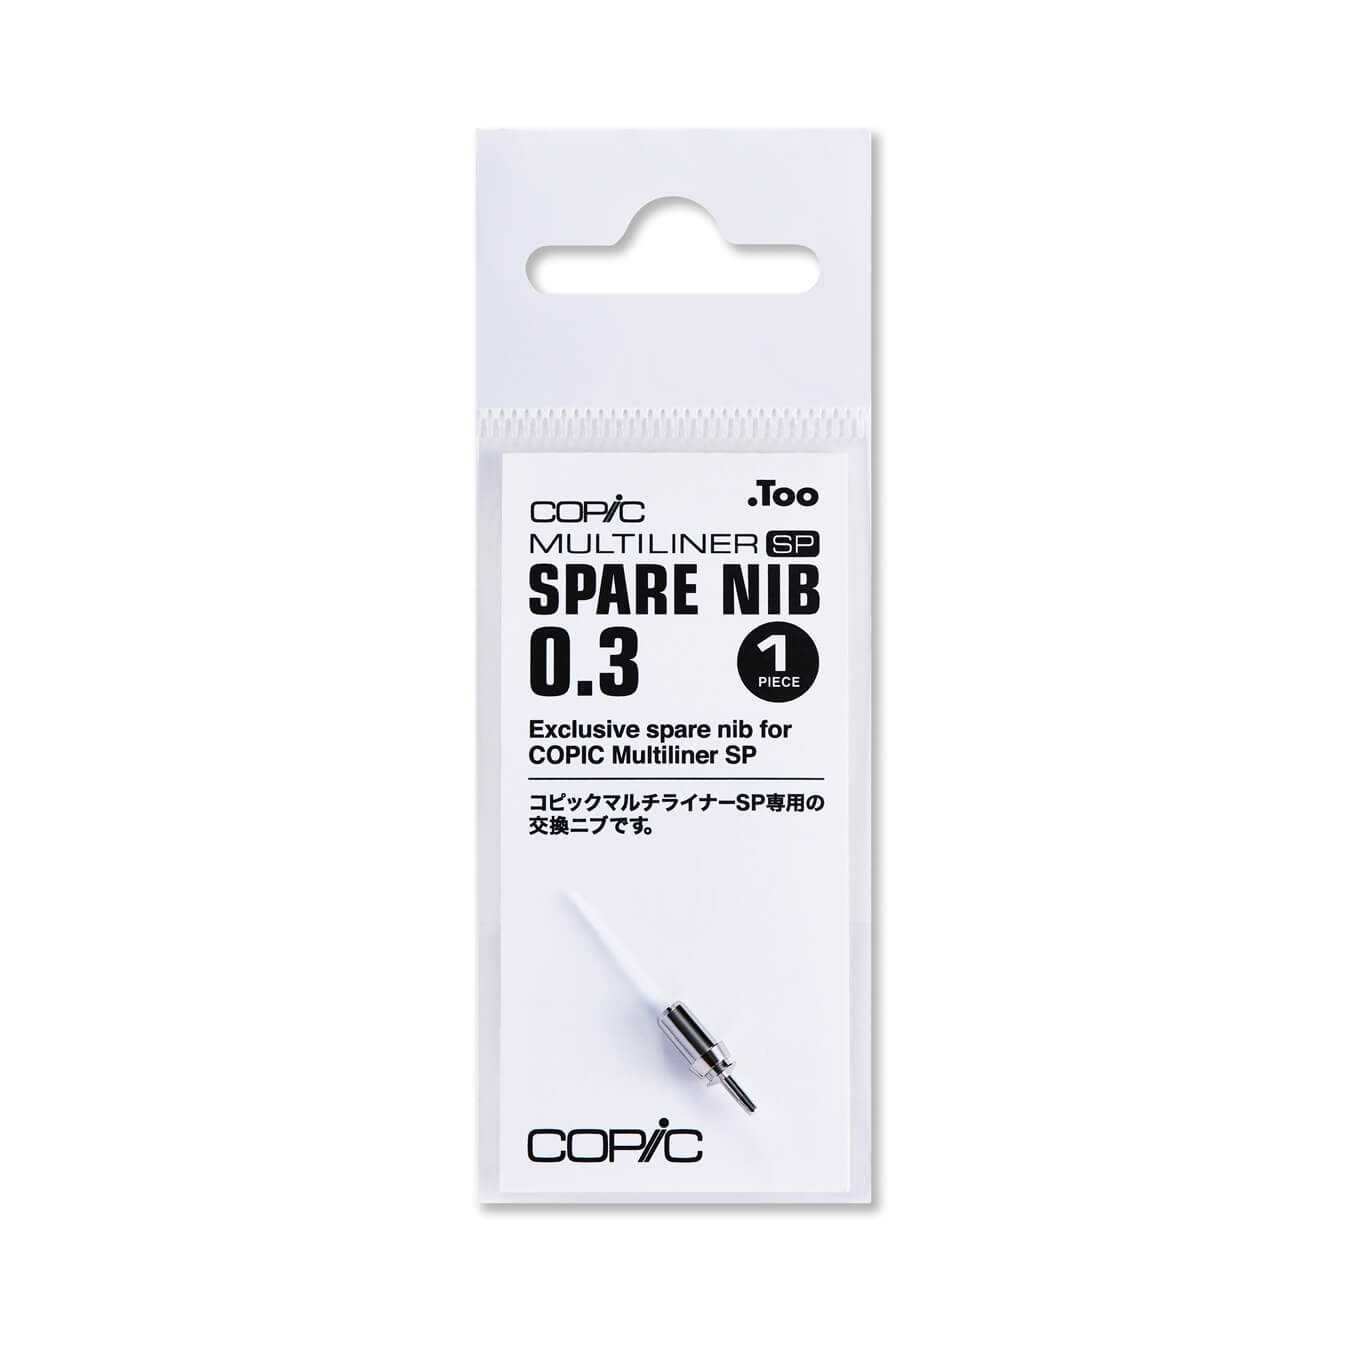 .Too
COPIC
MULTILINER SP
SPARE NIB
0.3
1
PIECE
Exclusive spare nib for
COPIC Multiliner SP
コピックマルチライナーSP専用の
交換ニブです。
COPIC